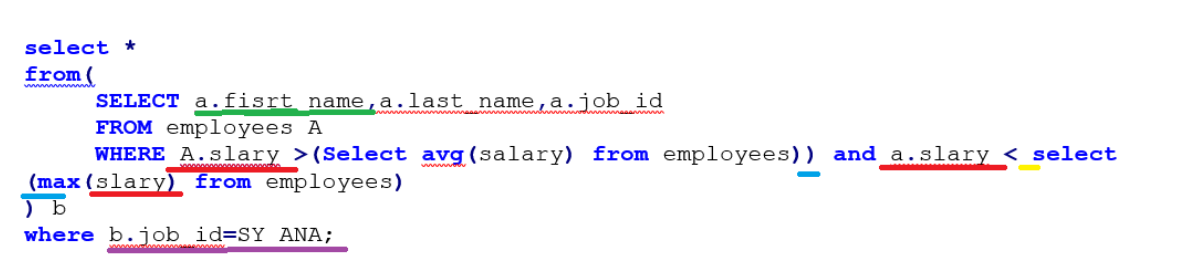 select *
from(
SELECT a.fisrt_name,a.last_name,a.job_id
FROM employees A
WHERE A.slary >(Select avg(salary) from employees)) and a.slary < select
(max(slary) from employees)
) b
where b.job_id=SY_ANA;